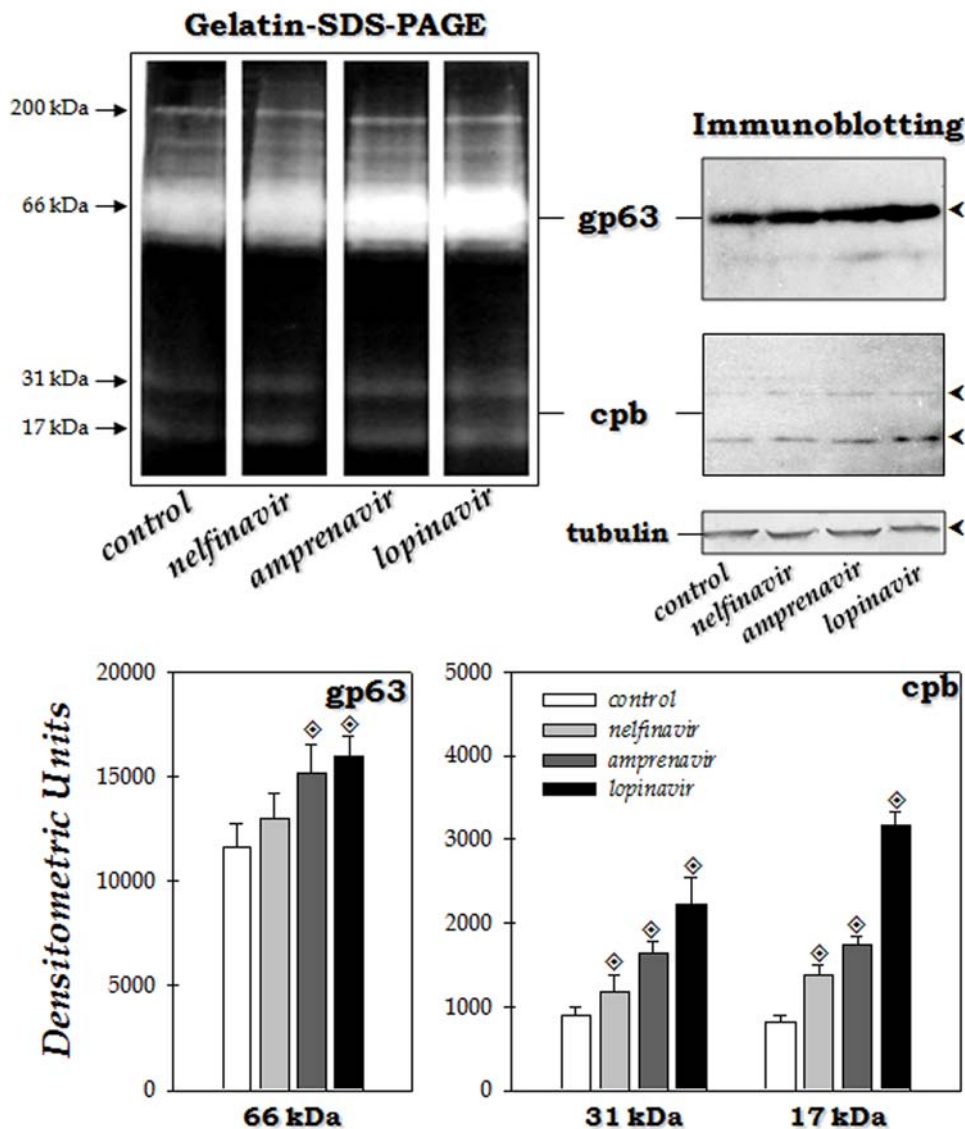 Gelatin-SDS-PAGE
200 kDa
66 kDa
31 kDa
17 kDa
control
nelfinavir
amprenavir
lopinavir
Immunoblotting
gp63
cpb
tubulin
control
nelfinavir
amprenavir
lopinavir
Densitometric Units
20000
15000
10000
5000
0
gp63
66 kDa
5000
4000
3000
2000
1000
0
cpb
control
nelfinavir
amprenavir
lopinavir
31 kDa
17 kDa